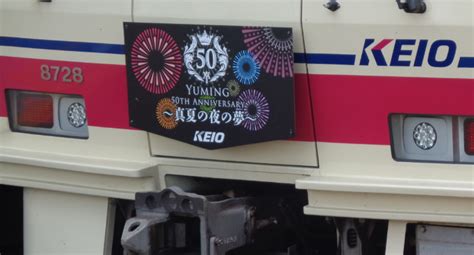 8728
50
YUMING
50TH ANNIVERSARY
～真夏の夜の夢～
KEIO
KEIO